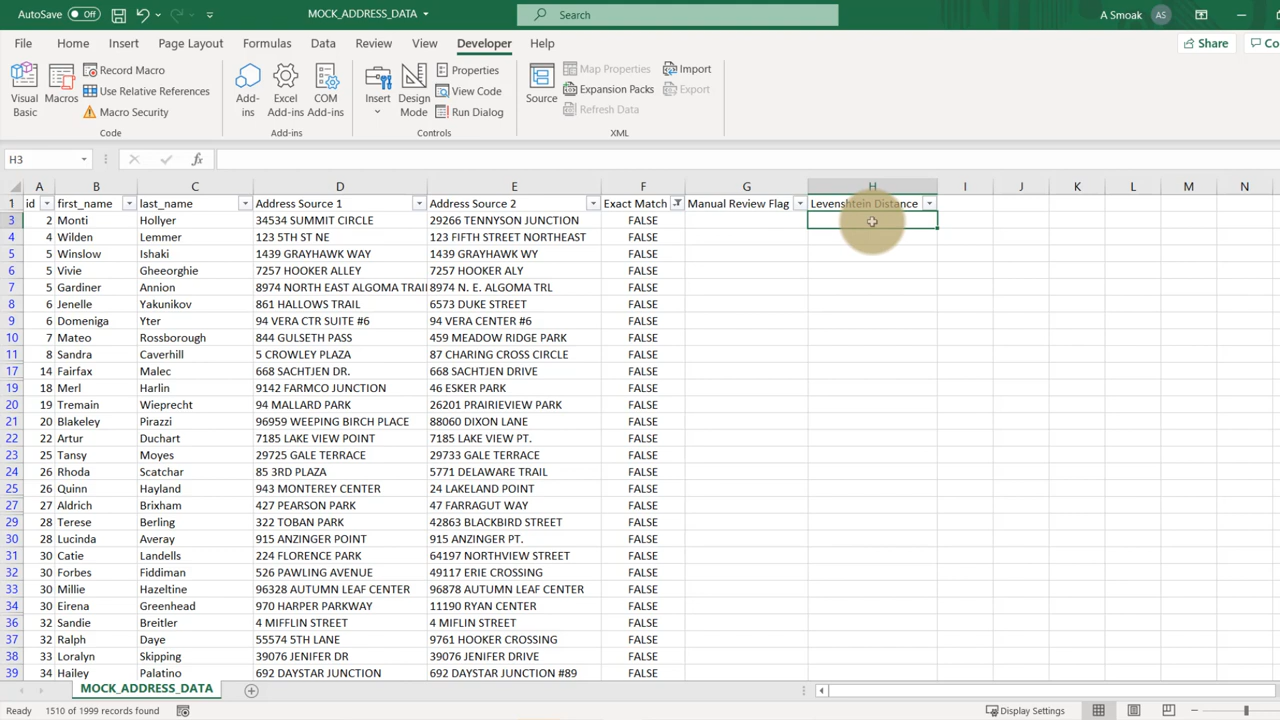 AutoSave Off MOCK_ADDRESS_DATA Search A Smoak AS
File Home Insert Page Layout Formulas Data Review View Developer Help Share Co
Visual Basic Macros Record Macro Use Relative References Macro Security Add-ins Excel Add-ins COM Add-ins Insert Design Mode Properties View Code Run Dialog Source Map Properties Expansion Packs Refresh Data Import Export
Code Add-ins Controls XML
H3 fx
A B C D E F G H I J K L M N
1 id first_name last_name Address Source 1 Address Source 2 Exact Match Manual Review Flag Levenshtein Distance
3 2 Monti Hollyer 34534 SUMMIT CIRCLE 29266 TENNYSON JUNCTION FALSE
4 4 Wilden Lemmer 123 5TH ST NE 123 FIFTH STREET NORTHEAST FALSE
5 5 Winslow Ishaki 1439 GRAYHAWK WAY 1439 GRAYHAWK WY FALSE
6 5 Vivie Gheeorghie 7257 HOOKER ALLEY 7257 HOOKER ALY FALSE
7 5 Gardiner Annion 8974 NORTH EAST ALGOMA TRAI 8974 N. E. ALGOMA TRL FALSE
8 6 Jenelle Yakunikov 861 HALLOWS TRAIL 6573 DUKE STREET FALSE
9 6 Domeniga Yter 94 VERA CTR SUITE #6 94 VERA CENTER #6 FALSE
10 7 Mateo Rossborough 844 GULSETH PASS 459 MEADOW RIDGE PARK FALSE
11 8 Sandra Caverhill 5 CROWLEY PLAZA 87 CHARING CROSS CIRCLE FALSE
17 14 Fairfax Malec 668 SACHTJEN DR. 668 SACHTJEN DRIVE FALSE
19 18 Merl Harlin 9142 FARMCO JUNCTION 46 ESKER PARK FALSE
20 19 Tremain Wieprecht 94 MALLARD PARK 26201 PRAIRIEVIEW PARK FALSE
21 20 Blakeley Pirazzi 96959 WEEPING BIRCH PLACE 88060 DIXON LANE FALSE
22 22 Artur Duchart 7185 LAKE VIEW POINT 7185 LAKE VIEW PT. FALSE
23 25 Tansy Moyes 29725 GALE TERRACE 29733 GALE TERRACE FALSE
24 26 Rhoda Scatchar 85 3RD PLAZA 5771 DELAWARE TRAIL FALSE
25 26 Quinn Hayland 943 MONTEREY CENTER 24 LAKELAND POINT FALSE
27 27 Aldrich Brixham 427 PEARSON PARK 47 FARRAGUT WAY FALSE
29 28 Terese Berling 322 TOBAN PARK 42863 BLACKBIRD STREET FALSE
30 28 Lucinda Averay 915 ANZINGER POINT 915 ANZINGER PT. FALSE
31 30 Catie Landells 224 FLORENCE PARK 64197 NORTHVIEW STREET FALSE
32 30 Forbes Fiddiman 526 PAWLING AVENUE 49117 ERIE CROSSING FALSE
33 30 Millie Hazeltine 96328 AUTUMN LEAF CENTER 96878 AUTUMN LEAF CENTER FALSE
34 30 Eirena Greenhead 970 HARPER PARKWAY 11190 RYAN CENTER FALSE
36 32 Sandie Breitler 4 MIFFLIN STREET 4 MIFLIN STREET FALSE
37 32 Ralph Daye 55574 5TH LANE 9761 HOOKER CROSSING FALSE
38 33 Loralyn Skipping 39076 JENIFER DR 39076 JENIFER DRIVE FALSE
39 34 Hailey Palatino 692 DAYSTAR JUNCTION 692 DAYSTAR JUNCTION #89 FALSE
MOCK_ADDRESS_DATA
Ready 1510 of 1999 records found Display Settings